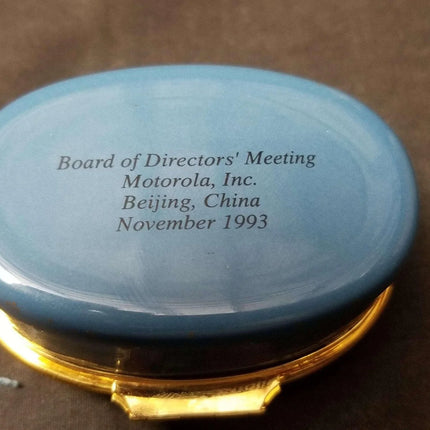 Board of Directors' Meeting
Motorola, Inc.
Beijing, China
November 1993